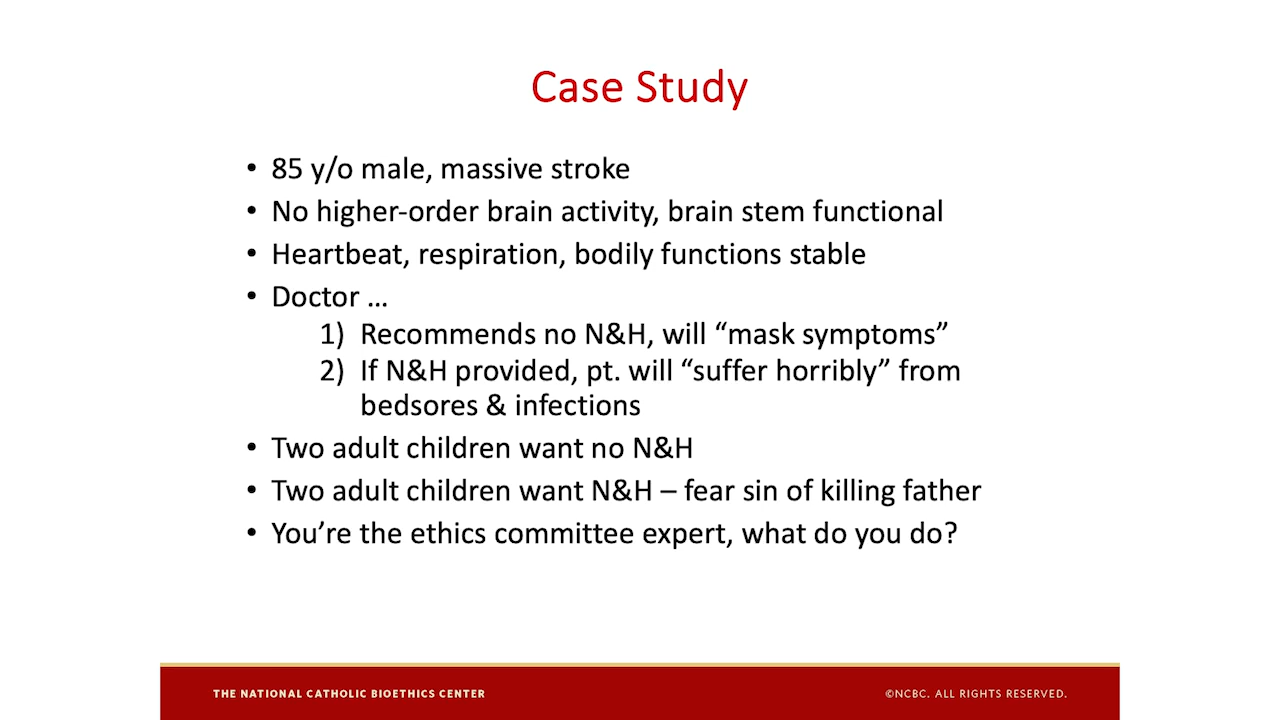 Case Study
• 85 y/o male, massive stroke
• No higher-order brain activity, brain stem functional
• Heartbeat, respiration, bodily functions stable
• Doctor …
1) Recommends no N&H, will “mask symptoms”
2) If N&H provided, pt. will “suffer horribly” from
bedsores & infections
• Two adult children want no N&H
• Two adult children want N&H – fear sin of killing father
• You’re the ethics committee expert, what do you do?
THE NATIONAL CATHOLIC BIOETHICS CENTER
©NCBC. ALL RIGHTS RESERVED.